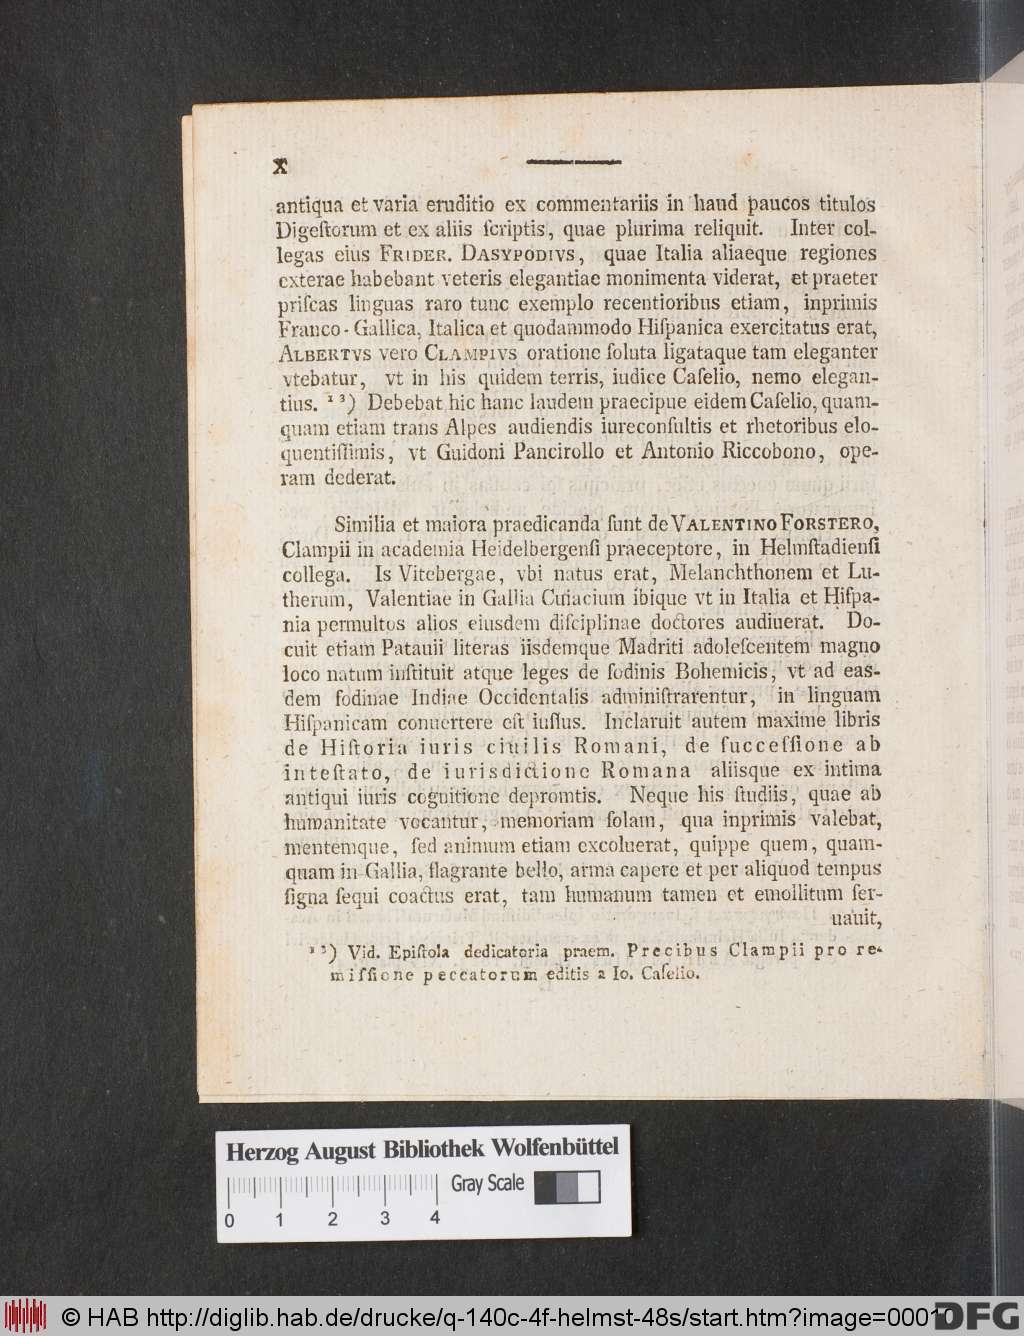 X
antiqua et varia eruditio ex commentariis in haud paucos titulos
Digeſtorum et ex aliis ſcriptis, quae plurima reliquit. Inter col-
legas eius FRIDER. DASYPODIVS, quae Italia aliaeque regiones
exterae habebant veteris elegantiae monimenta viderat, et praeter
priſcas linguas raro tunc exemplo recentioribus etiam, inprimis
Franco-Gallica, Italica et quodammodo Hiſpanica exercitatus erat,
ALBERTVS vero CLAMPIVS oratione ſoluta ligataque tam eleganter
vtebatur, vt in his quidem terris, iudice Caſelio, nemo elegan-
tius. ¹³) Debebat hic hanc laudem praecipue eidem Caſelio, quam-
quam etiam trans Alpes audiendis iureconſultis et rhetoribus elo-
quentiſſimis, vt Guidoni Pancirollo et Antonio Riccobono, ope-
ram dederat.
Similia et maiora praedicanda ſunt de VALENTINO FORSTERO,
Clampii in academia Heidelbergenſi praeceptore, in Helmſtadienſi
collega. Is Vitebergae, vbi natus erat, Melanchthonem et Lu-
therum, Valentiae in Gallia Cuiacium ibique vt in Italia et Hiſpa-
nia permultos alios eiusdem diſciplinae doctores audiuerat. Do-
cuit etiam Patauii literas iisdemque Madriti adoleſcentem magno
loco natum inſtituit atque leges de fodinis Bohemicis, vt ad eas-
dem fodinae Indiae Occidentalis adminiſtrarentur, in linguam
Hiſpanicam conuertere eſt iuſſus. Inclaruit autem maxime libris
de Hiſtoria iuris ciuilis Romani, de ſucceſſione ab
inteſtato, de iurisdictione Romana aliisque ex intima
antiqui iuris cognitione depromtis. Neque his ſtudiis, quae ab
humanitate vocantur, memoriam ſolam, qua inprimis valebat,
mentemque, ſed animum etiam excoluerat, quippe quem, quam-
quam in Gallia, flagrante bello, arma capere et per aliquod tempus
ſigna ſequi coactus erat, tam humanum tamen et emollitum ſer-
uauit,
¹³) Vid. Epiſtola dedicatoria praem. Precibus Clampii pro re-
miſſione peccatorum editis a Io. Caſelio.
Herzog August Bibliothek Wolfenbüttel
Gray Scale
0 1 2 3 4
© HAB http://diglib.hab.de/drucke/q-140c-4f-helmst-48s/start.htm?image=00010
DFG